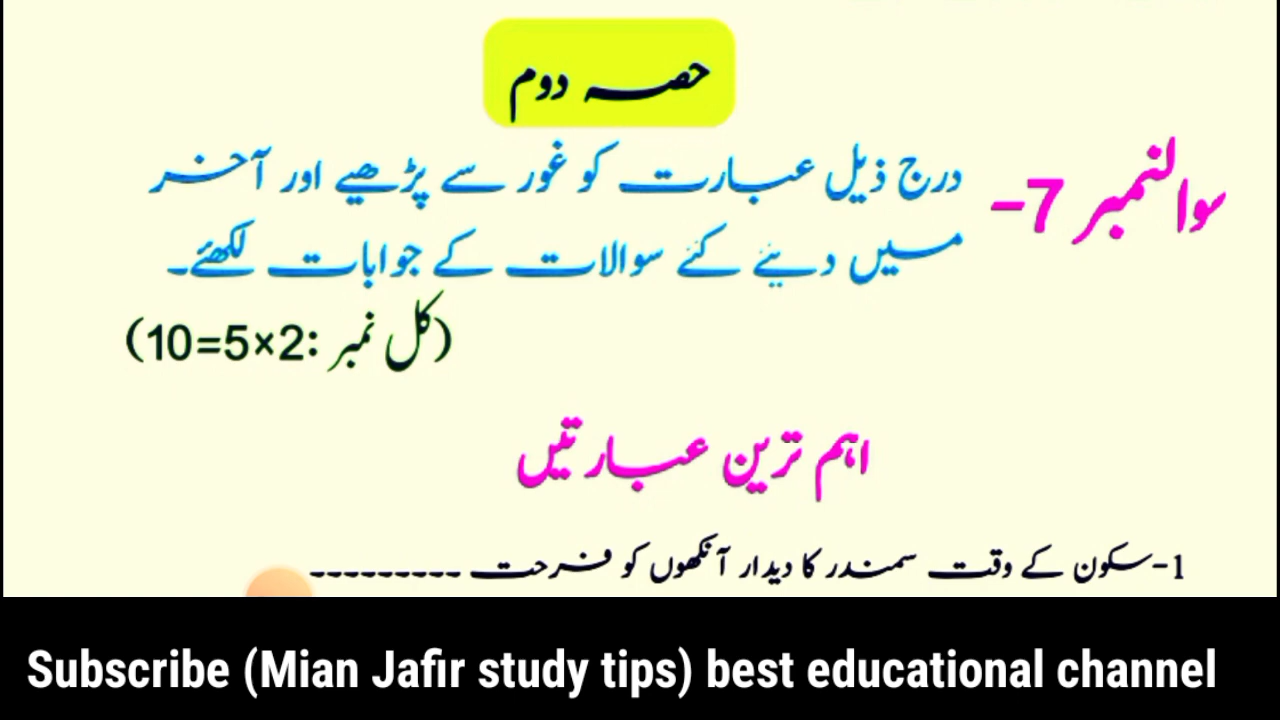 حصہ دوم
سوالنمبر 7- درج ذیل عبارت کو غور سے پڑھیے اور آخر
میں دیئے گئے سوالات کے جوابات لکھئے۔
(کل نمبر :2×5=10)
اہم ترین عبارتیں
1-سکون کے وقت سمندر کا دیدار آنکھوں کو فرحت ---------
Subscribe (Mian Jafir study tips) best educational channel